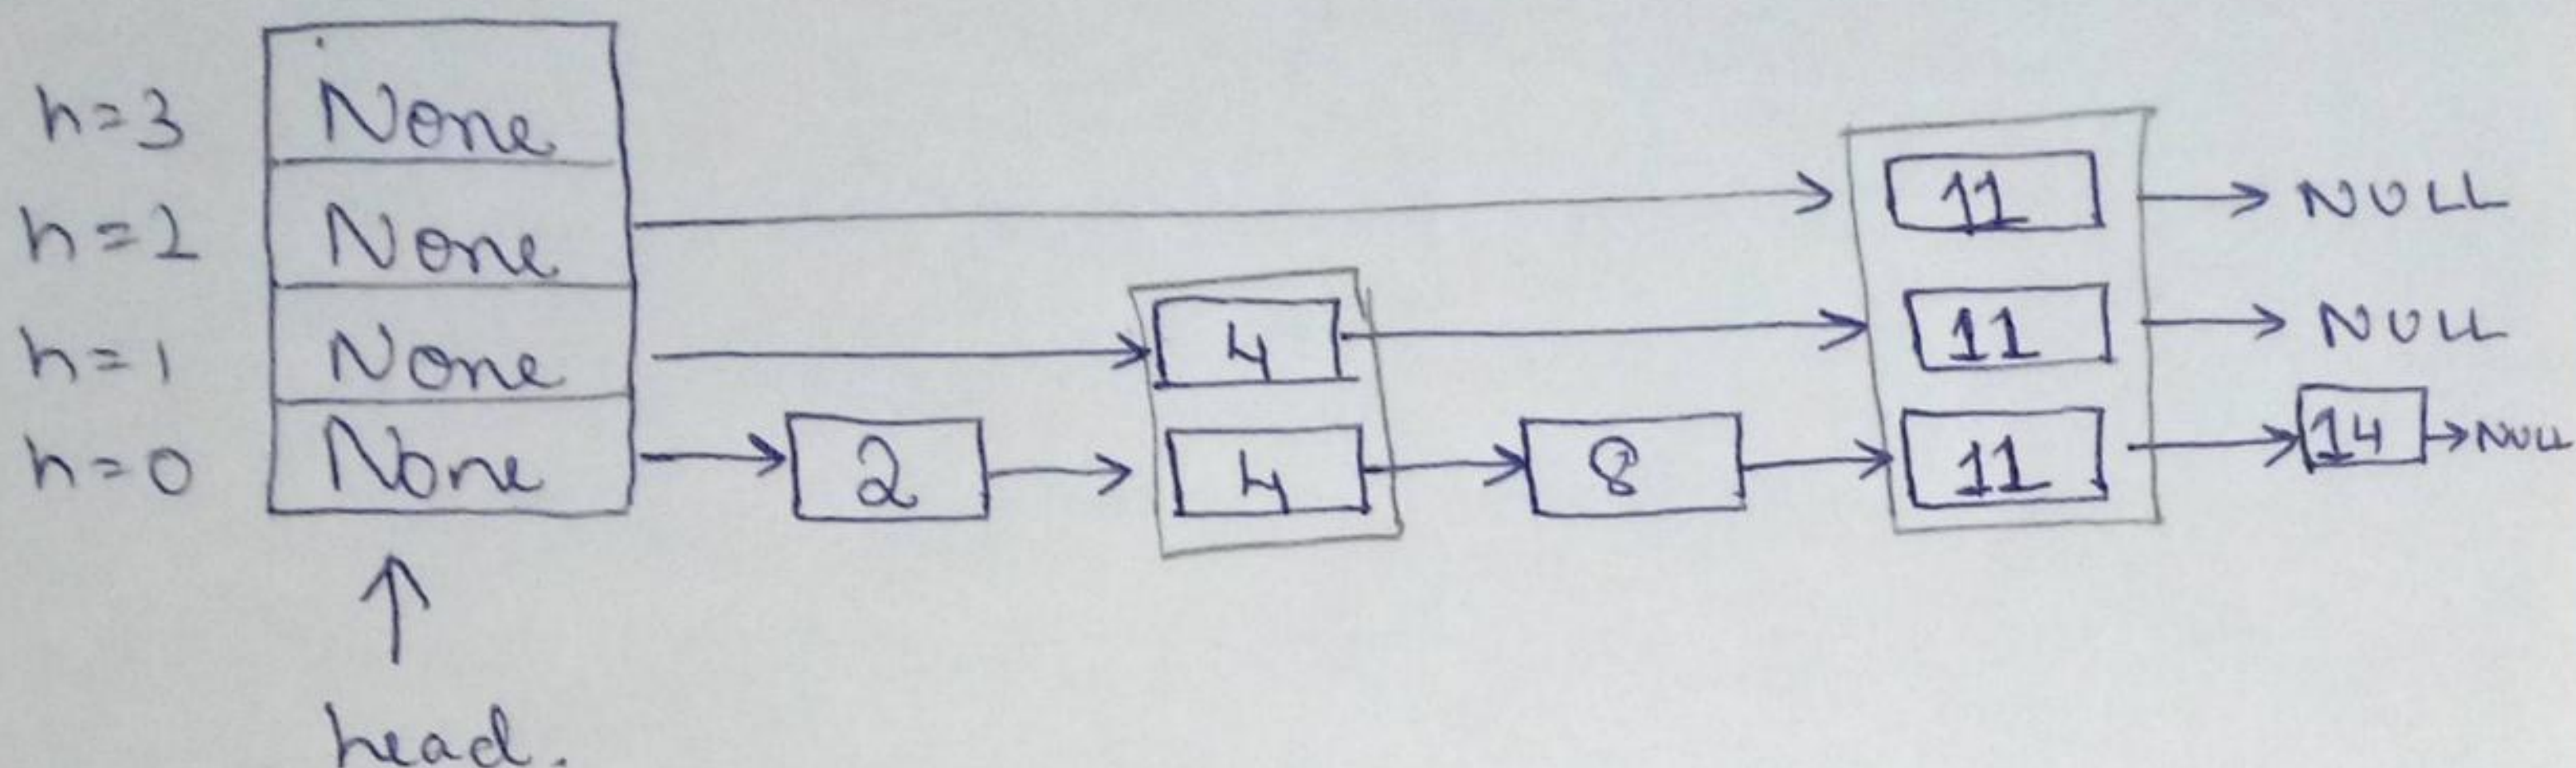 h=3 None
11 NULL
h=2 None
h=1 None 4 11 NULL
h=0 None 2 4 8 11 14 NULL
head.